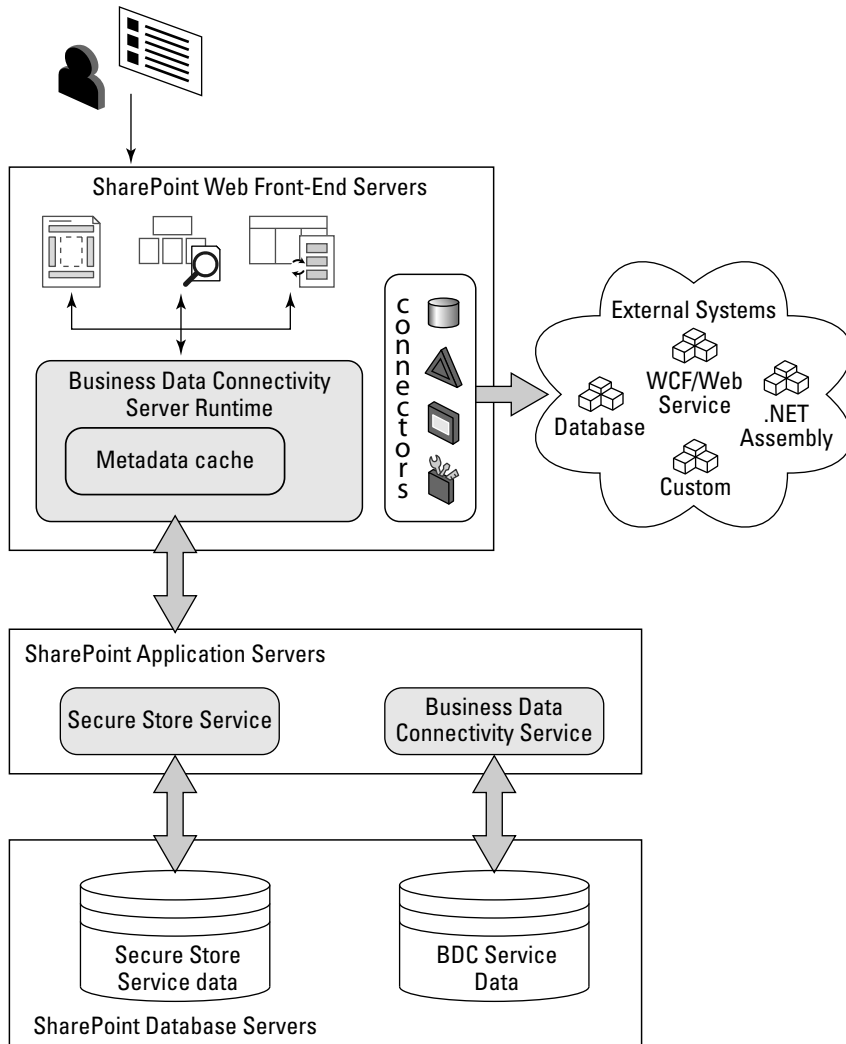 SharePoint Web Front-End Servers
connectors
Business Data Connectivity
Server Runtime
Metadata cache
External Systems
WCF/Web
Service
Database
.NET
Assembly
Custom
SharePoint Application Servers
Secure Store Service
Business Data
Connectivity Service
Secure Store
Service data
BDC Service
Data
SharePoint Database Servers